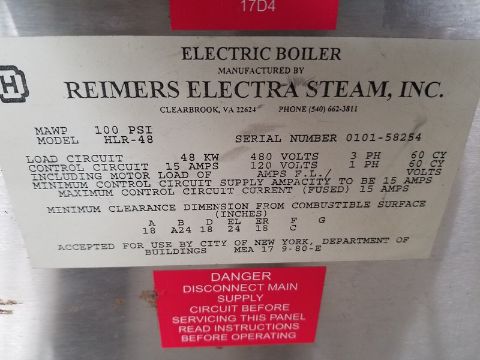 17D4
H
ELECTRIC BOILER
MANUFACTURED BY
REIMERS ELECTRA STEAM, INC.
CLEARBROOK, VA 22624 PHONE (540) 662-3811
MAWP 100 PSI
MODEL HLR-48 SERIAL NUMBER 0101-58254
LOAD CIRCUIT 48 KW 480 VOLTS 3 PH 60 CY
CONTROL CIRCUIT 15 AMPS 120 VOLTS 1 PH 60 CY
INCLUDING MOTOR LOAD OF AMPS F.L./ VOLTS
MINIMUM CONTROL CIRCUIT SUPPLY AMPACITY TO BE 15 AMPS
MAXIMUM CONTROL CIRCUIT CURRENT (FUSED) 15 AMPS
MINIMUM CLEARANCE DIMENSION FROM COMBUSTIBLE SURFACE
(INCHES)
A B D EL ER F G
18 A24 18 24 18 C
ACCEPTED FOR USE BY CITY OF NEW YORK, DEPARTMENT OF
BUILDINGS MEA 17 9-80-E
DANGER
DISCONNECT MAIN
SUPPLY
CIRCUIT BEFORE
SERVICING THIS PANEL
READ INSTRUCTIONS
BEFORE OPERATING